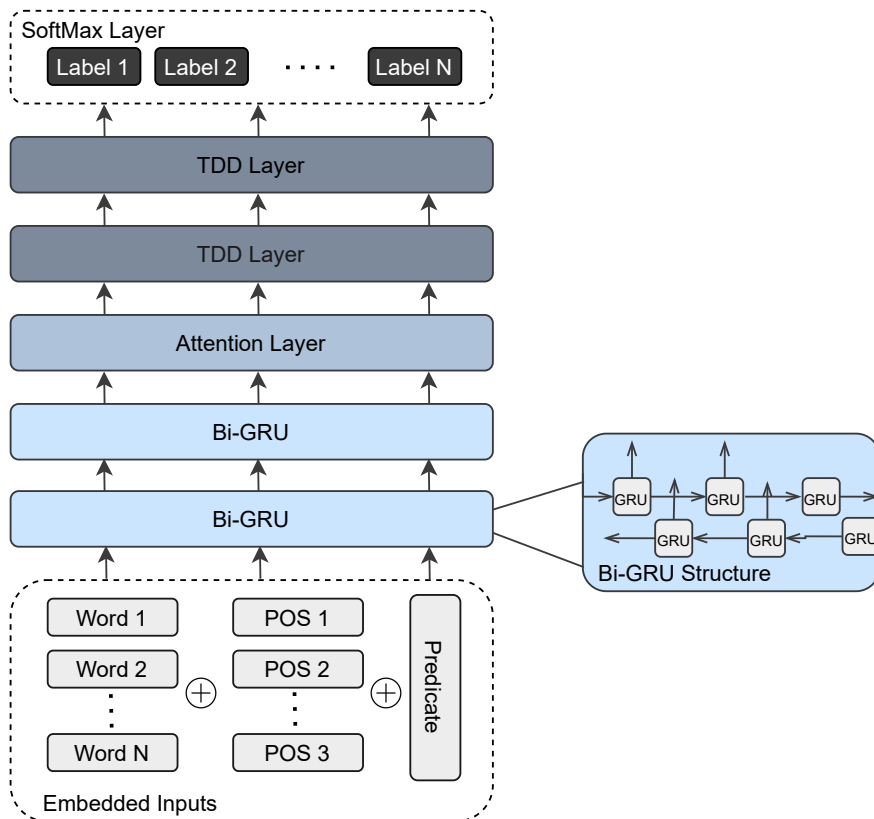 SoftMax Layer
Label 1 Label 2 . . . . Label N
TDD Layer
TDD Layer
Attention Layer
Bi-GRU
Bi-GRU
GRU GRU GRU
GRU GRU GRU
Bi-GRU Structure
Word 1 POS 1
Word 2 POS 2
Word N POS 3
Predicate
Embedded Inputs